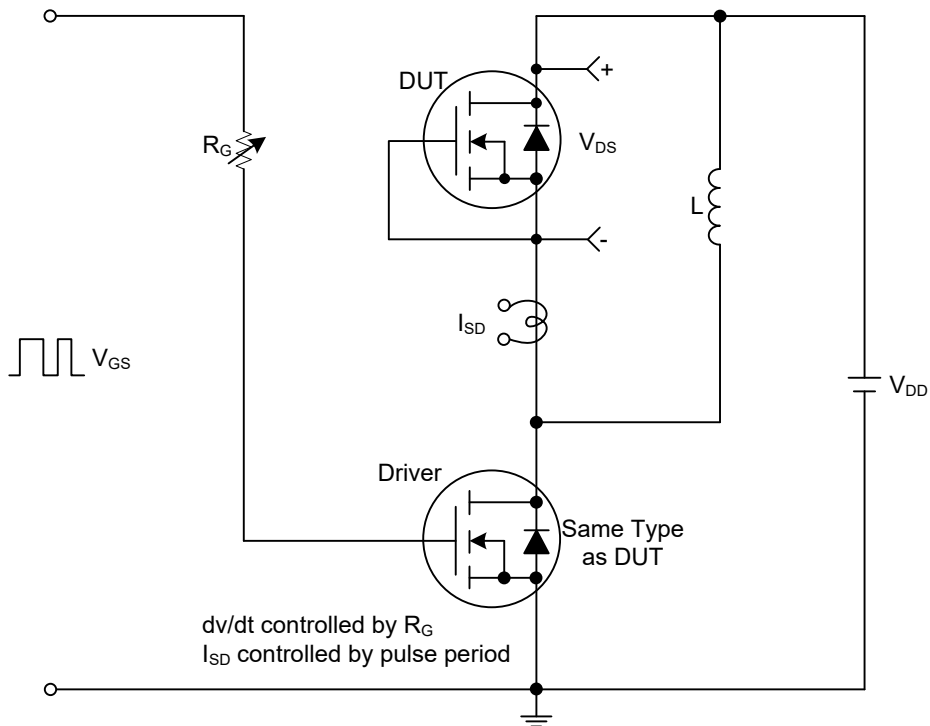 DUT
+
R_G
V_DS
L
-
I_SD
V_GS
V_DD
Driver
Same Type
as DUT
dv/dt controlled by R_G
I_SD controlled by pulse period